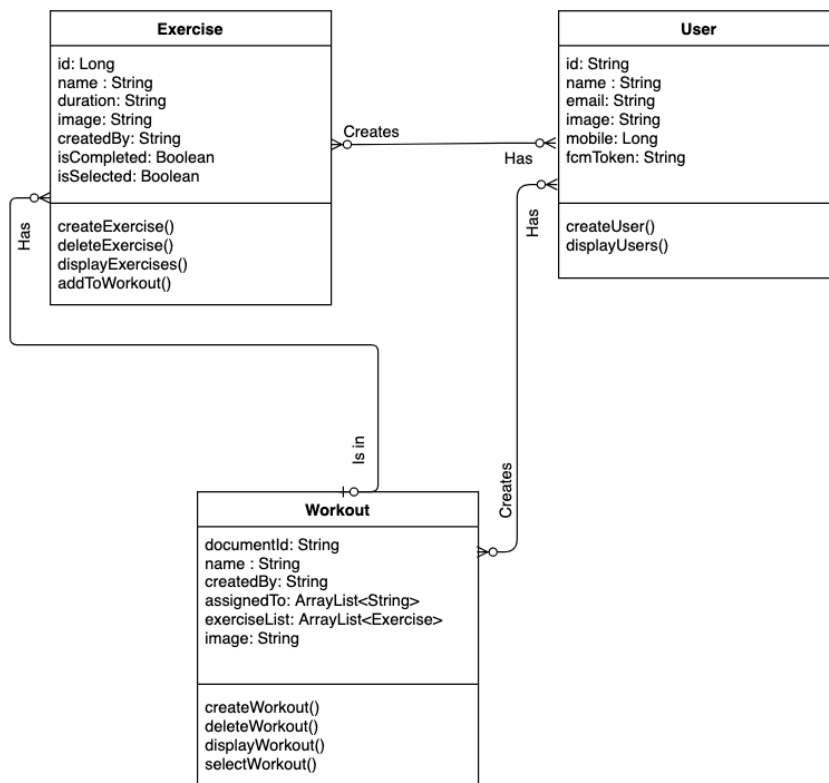 Exercise
id: Long
name : String
duration: String
image: String
createdBy: String
isCompleted: Boolean
isSelected: Boolean
createExercise()
deleteExercise()
displayExercises()
addToWorkout()
Creates
Has
User
id: String
name : String
email: String
image: String
mobile: Long
fcmToken: String
createUser()
displayUsers()
Has
Has
Is in
Creates
Workout
documentId: String
name : String
createdBy: String
assignedTo: ArrayList<String>
exerciseList: ArrayList<Exercise>
image: String
createWorkout()
deleteWorkout()
displayWorkout()
selectWorkout()